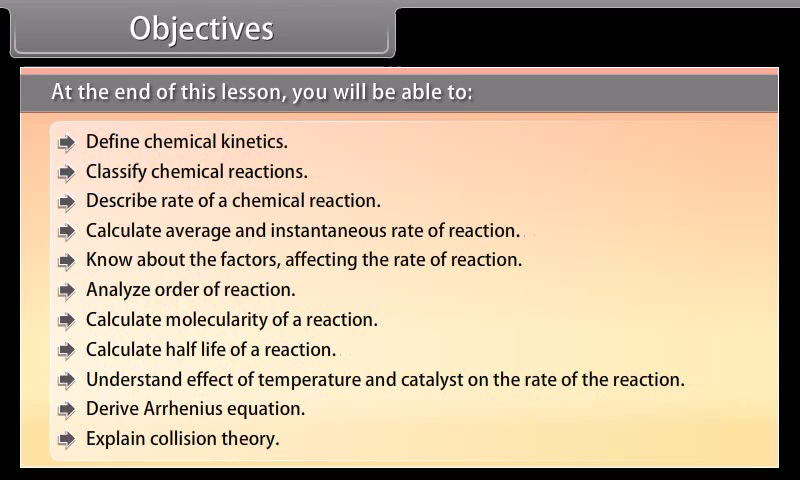 Objectives
At the end of this lesson, you will be able to:
Define chemical kinetics.
Classify chemical reactions.
Describe rate of a chemical reaction.
Calculate average and instantaneous rate of reaction.
Know about the factors, affecting the rate of reaction.
Analyze order of reaction.
Calculate molecularity of a reaction.
Calculate half life of a reaction.
Understand effect of temperature and catalyst on the rate of the reaction.
Derive Arrhenius equation.
Explain collision theory.